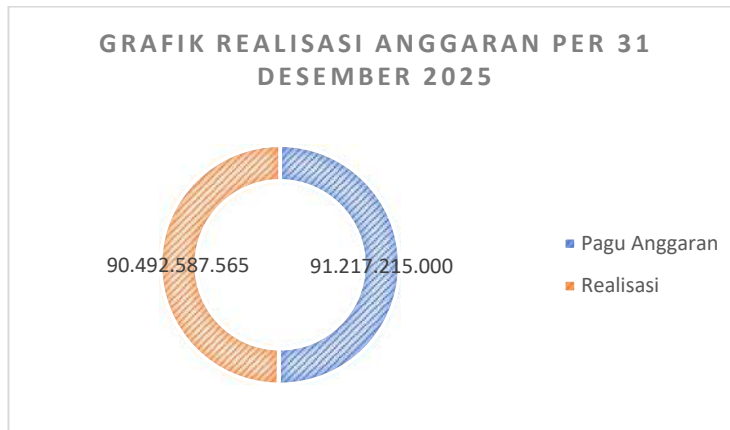 GRAFIK REALISASI ANGGARAN PER 31
DESEMBER 2025
90.492.587.565
91.217.215.000
Pagu Anggaran
Realisasi